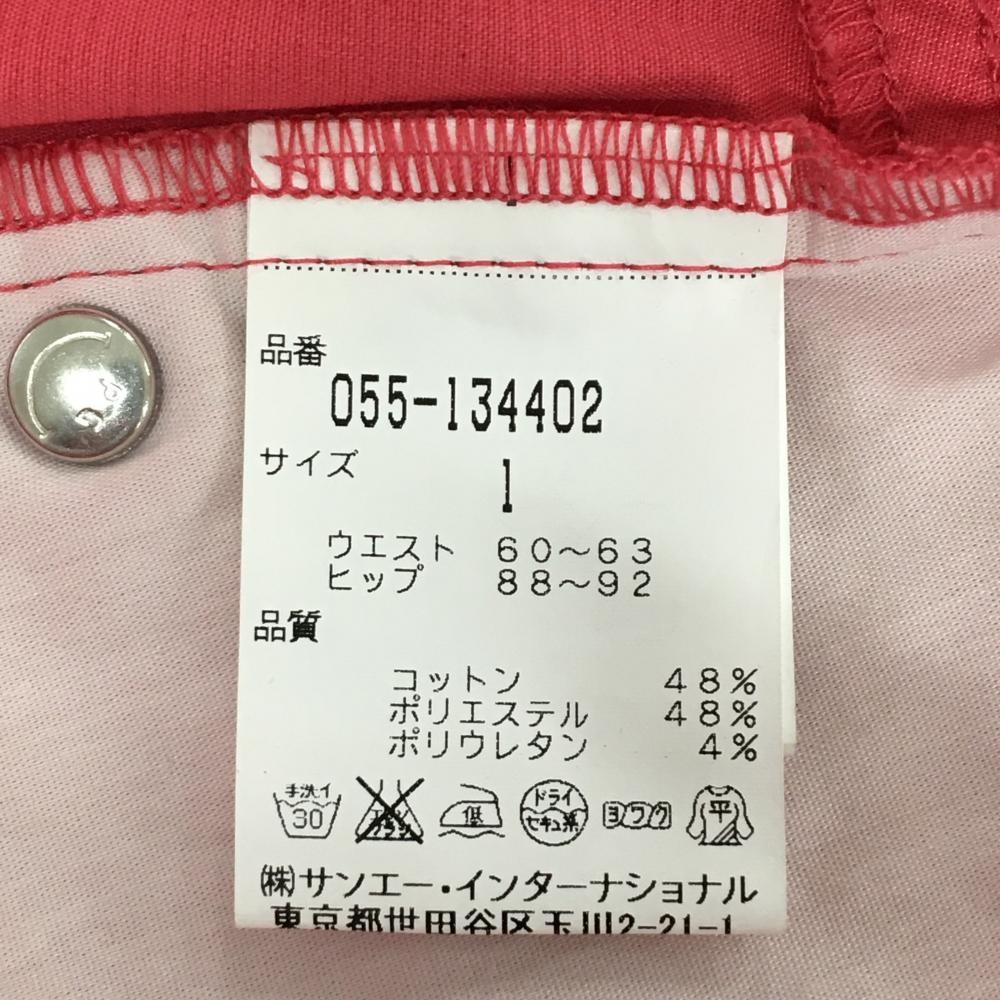 品番
055-134402
サイズ
1
ウエスト 60～63
ヒップ 88～92
品質
コットン 48%
ポリエステル 48%
ポリウレタン 4%
手洗イ 30
低
ドライ
セキュ系
ヨワク
平
㈱サンエー・インターナショナル
東京都世田谷区玉川2-21-1